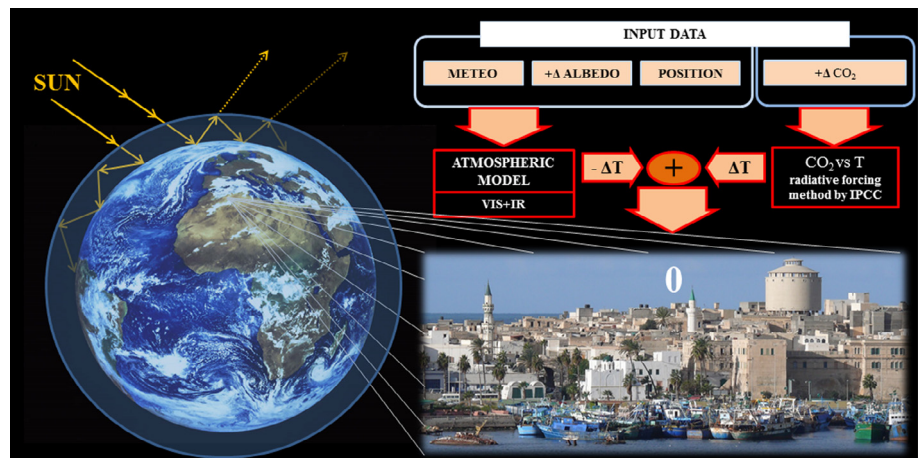 SUN
INPUT DATA
METEO
+Δ ALBEDO
POSITION
+Δ CO₂
ATMOSPHERIC
MODEL
VIS+IR
- ΔT
+
ΔT
CO₂ vs T
radiative forcing
method by IPCC
0